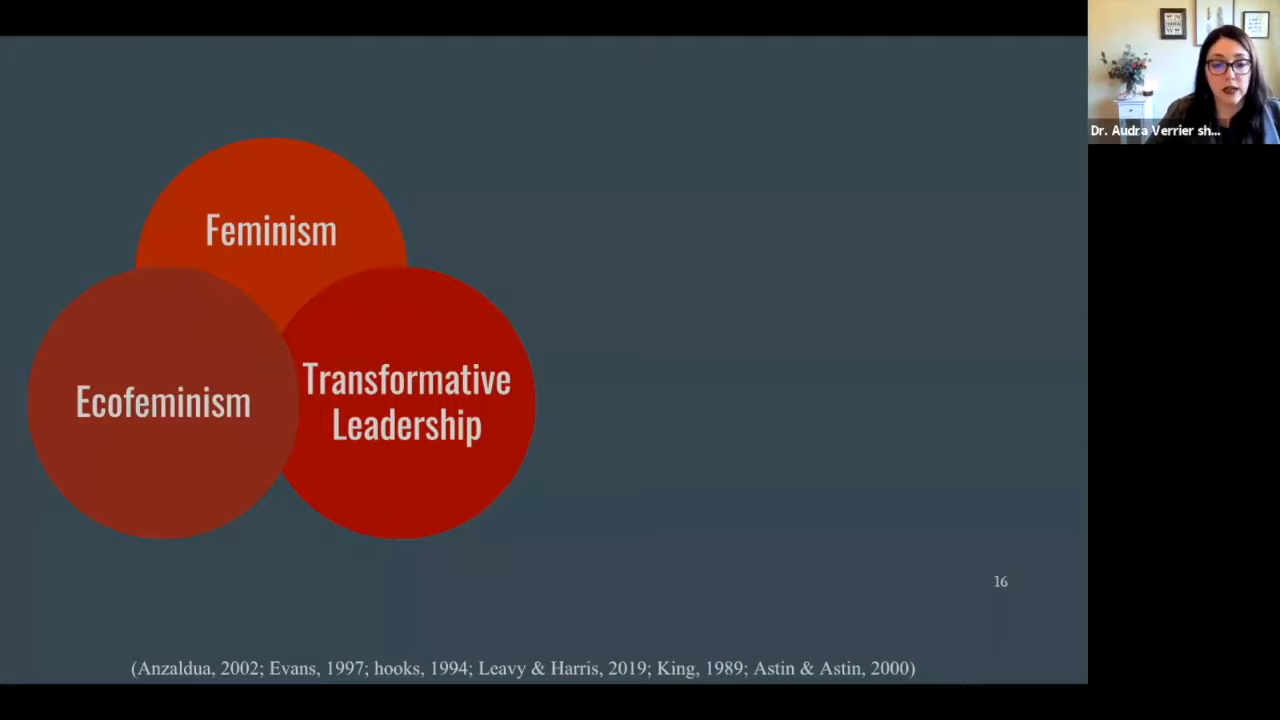 Feminism
Ecofeminism
Transformative
Leadership
16
(Anzaldua, 2002; Evans, 1997; hooks, 1994; Leavy & Harris, 2019; King, 1989; Astin & Astin, 2000)
Dr. Audra Verrier sh...